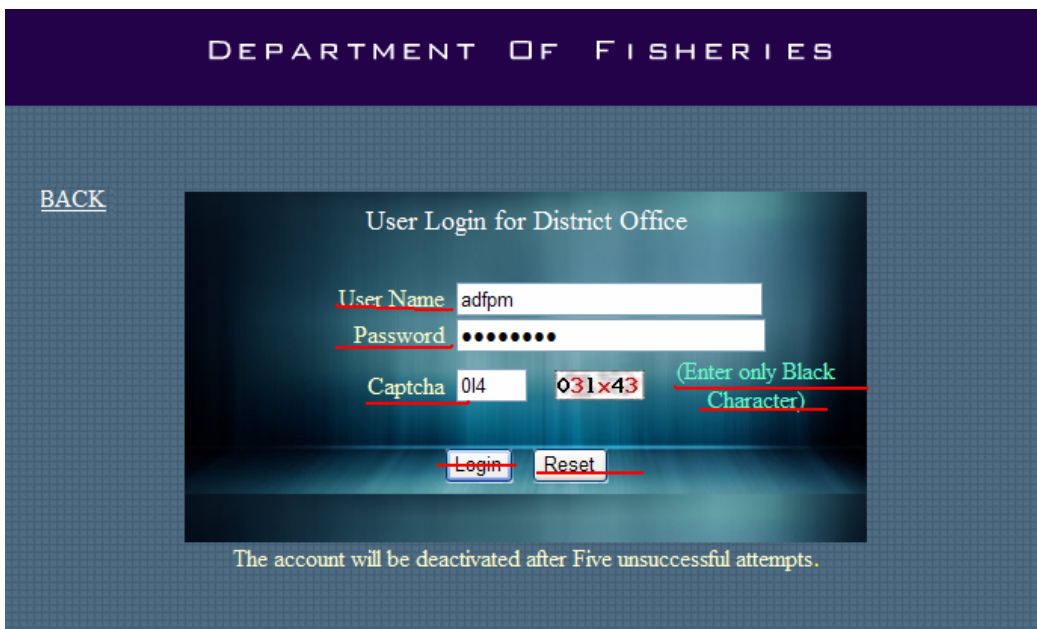 DEPARTMENT OF FISHERIES
BACK
User Login for District Office
User Name adfpm
Password ••••••••
Captcha 0l4 031x43 (Enter only Black
Character)
Login Reset
The account will be deactivated after Five unsuccessful attempts.